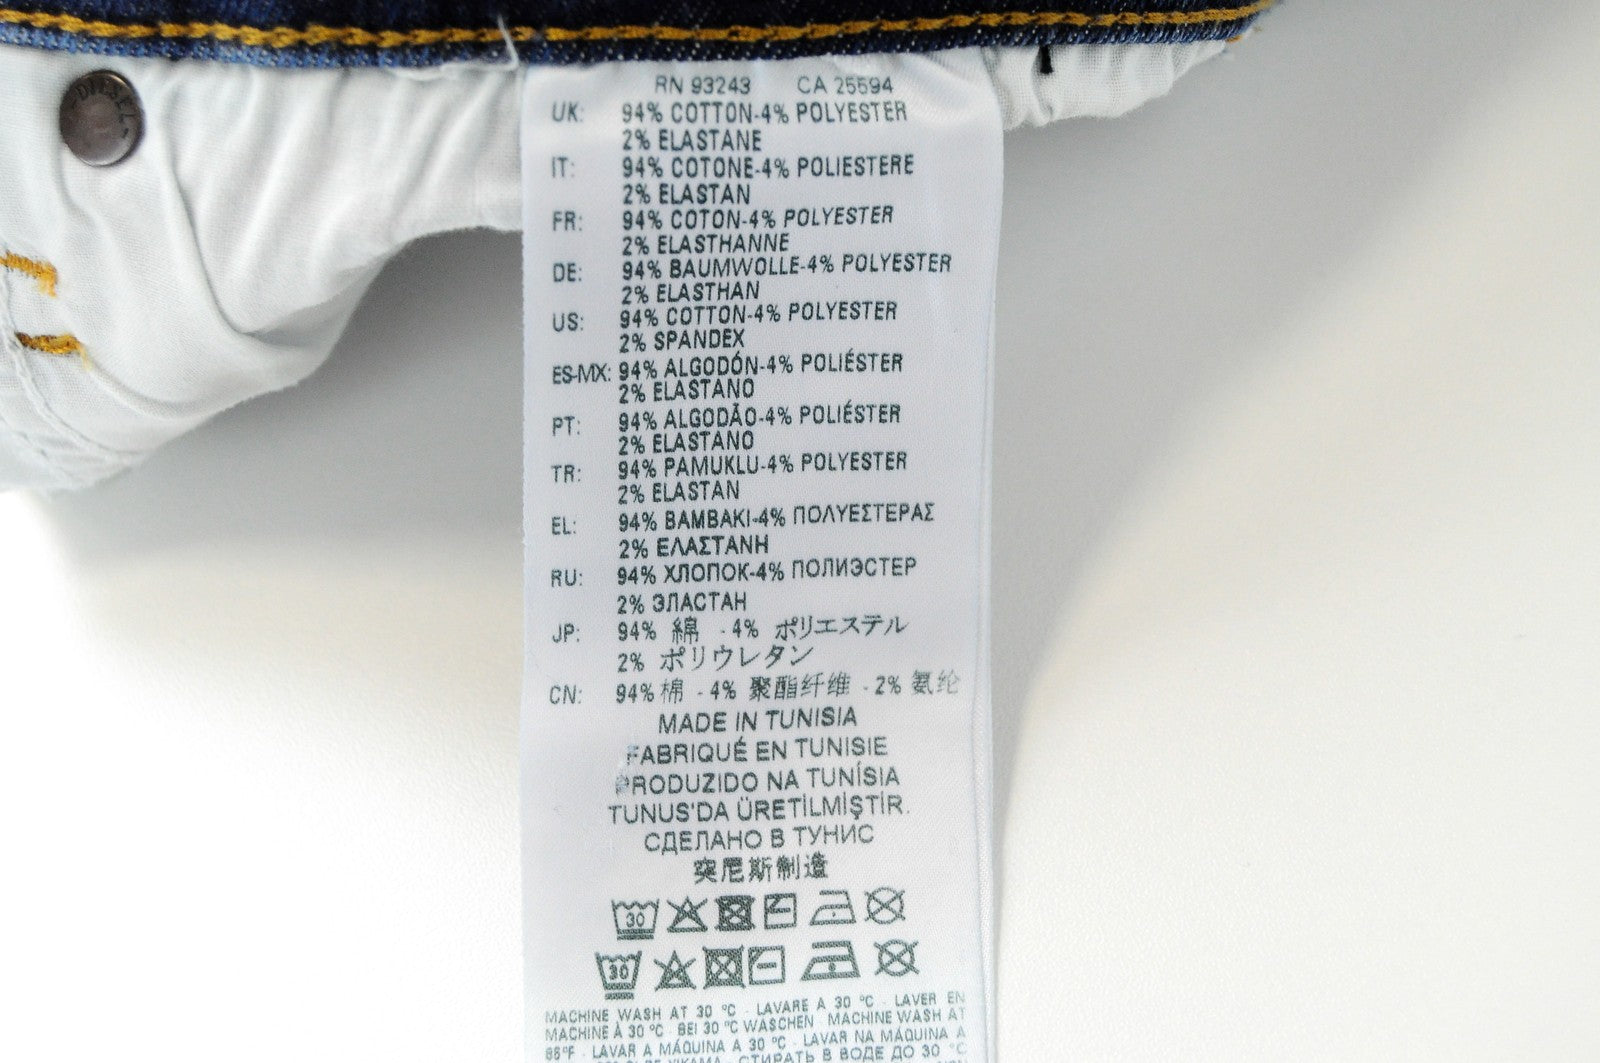 DIESEL
RN 93243 CA 25594
UK: 94% COTTON-4% POLYESTER
2% ELASTANE
IT: 94% COTONE-4% POLIESTERE
2% ELASTAN
FR: 94% COTON-4% POLYESTER
2% ELASTHANNE
DE: 94% BAUMWOLLE-4% POLYESTER
2% ELASTHAN
US: 94% COTTON-4% POLYESTER
2% SPANDEX
ES-MX: 94% ALGODÓN-4% POLIÉSTER
2% ELASTANO
PT: 94% ALGODÃO-4% POLIÉSTER
2% ELASTANO
TR: 94% PAMUKLU-4% POLYESTER
2% ELASTAN
EL: 94% ΒΑΜΒΑΚΙ-4% ΠΟΛΥΕΣΤΕΡΑΣ
2% ΕΛΑΣΤΑΝΗ
RU: 94% ХЛОПОК-4% ПОЛИЭСТЕР
2% ЭЛАСТАН
JP: 94% 綿 - 4% ポリエステル
2% ポリウレタン
CN: 94% 棉 - 4% 聚酯纤维 - 2% 氨纶
MADE IN TUNISIA
FABRIQUÉ EN TUNISIE
PRODUZIDO NA TUNÍSIA
TUNUS'DA ÜRETİLMİŞTİR.
СДЕЛАНО В ТУНИС
突尼斯制造
30
30
MACHINE WASH AT 30 °C - LAVARE A 30 °C - LAVER EN
MACHINE À 30 °C BEI 30 °C WASCHEN MACHINE WASH AT
86°F - LAVAR A MÁQUINA A 30 °C - LAVAR NA MÁQUINA A
YIKAMA - СТИРАТЬ В ВОДЕ ДО 30 °C